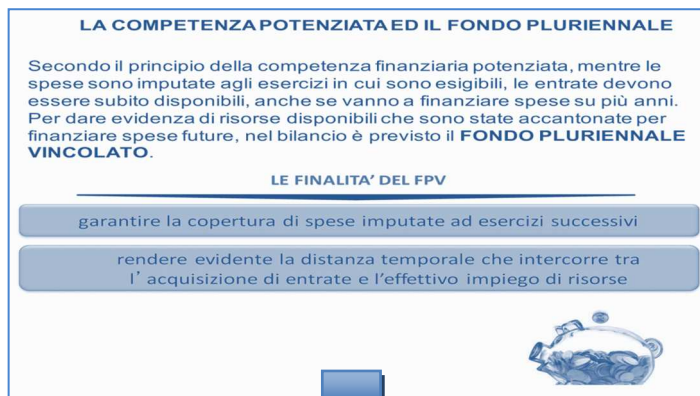 LA COMPETENZA POTENZIATA ED IL FONDO PLURIENNALE
Secondo il principio della competenza finanziaria potenziata, mentre le
spese sono imputate agli esercizi in cui sono esigibili, le entrate devono
essere subito disponibili, anche se vanno a finanziare spese su più anni.
Per dare evidenza di risorse disponibili che sono state accantonate per
finanziare spese future, nel bilancio è previsto il FONDO PLURIENNALE
VINCOLATO.
LE FINALITA' DEL FPV
garantire la copertura di spese imputate ad esercizi successivi
rendere evidente la distanza temporale che intercorre tra
l' acquisizione di entrate e l'effettivo impiego di risorse